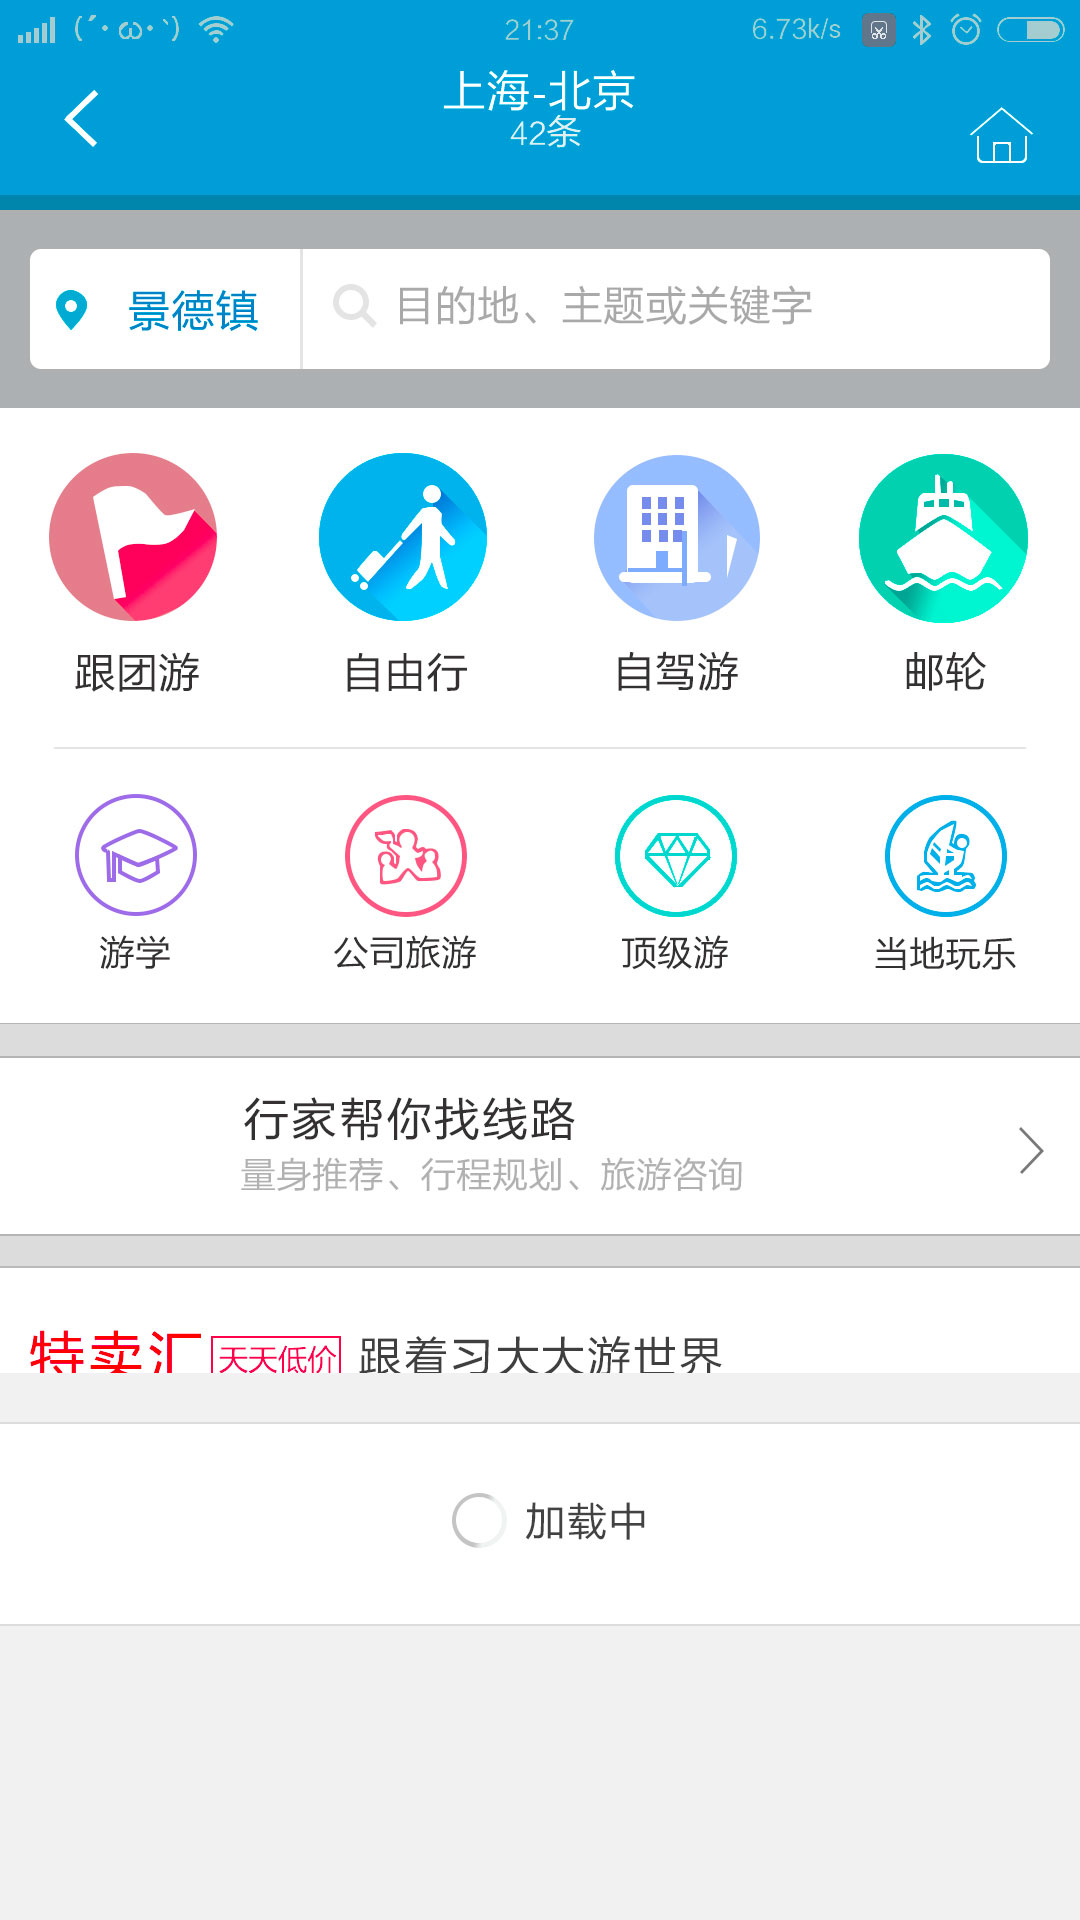 (´･ω･`)
21:37
6.73k/s
上海-北京
42条
景德镇
目的地、主题或关键字
跟团游
自由行
自驾游
邮轮
游学
公司旅游
顶级游
当地玩乐
行家帮你找线路
量身推荐、行程规划、旅游咨询
特卖汇 天天低价 跟着习大大游世界
加载中